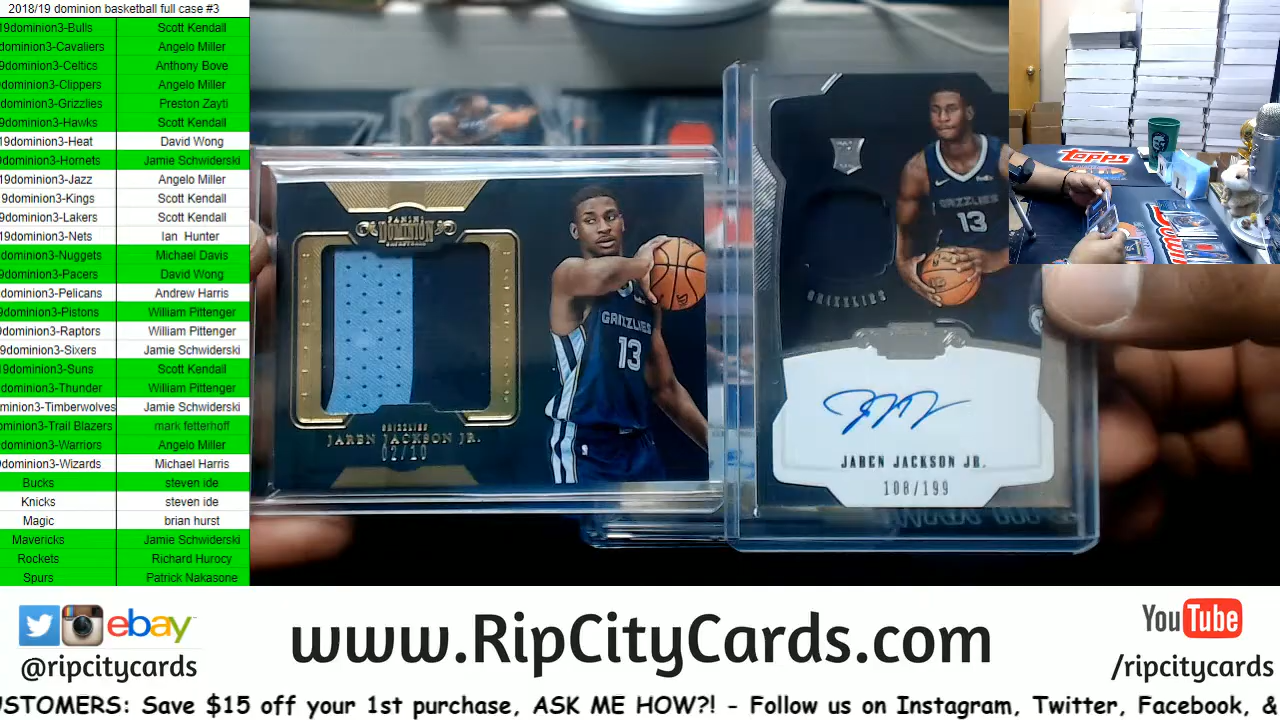 2018/19 dominion basketball full case #3
19dominion3-Bulls Scott Kendall
dominion3-Cavaliers Angelo Miller
9dominion3-Celtics Anthony Bove
dominion3-Clippers Angelo Miller
dominion3-Grizzlies Preston Zayti
9dominion3-Hawks Scott Kendall
19dominion3-Heat David Wong
dominion3-Hornets Jamie Schwiderski
19dominion3-Jazz Angelo Miller
19dominion3-Kings Scott Kendall
9dominion3-Lakers Scott Kendall
19dominion3-Nets Ian Hunter
dominion3-Nuggets Michael Davis
9dominion3-Pacers David Wong
dominion3-Pelicans Andrew Harris
9dominion3-Pistons William Pittenger
dominion3-Raptors William Pittenger
9dominion3-Sixers Jamie Schwiderski
9dominion3-Suns Scott Kendall
dominion3-Thunder William Pittenger
minion3-Timberwolves Jamie Schwiderski
minion3-Trail Blazers mark fetterhoff
dominion3-Warriors Angelo Miller
9dominion3-Wizards Michael Harris
Bucks steven ide
Knicks steven ide
Magic brian hurst
Mavericks Jamie Schwiderski
Rockets Richard Hurocy
Spurs Patrick Nakasone
PANINI
DOMINION
GRIZZLIES
13
GRIZZLIES
JAREN JACKSON JR.
02/10
GRIZZLIES
13
GRIZZLIES
JAREN JACKSON JR.
108/199
Topps
ebay
@ripcitycards
www.RipCityCards.com
YouTube
/ripcitycards
USTOMERS: Save $15 off your 1st purchase, ASK ME HOW?! - Follow us on Instagram, Twitter, Facebook, &